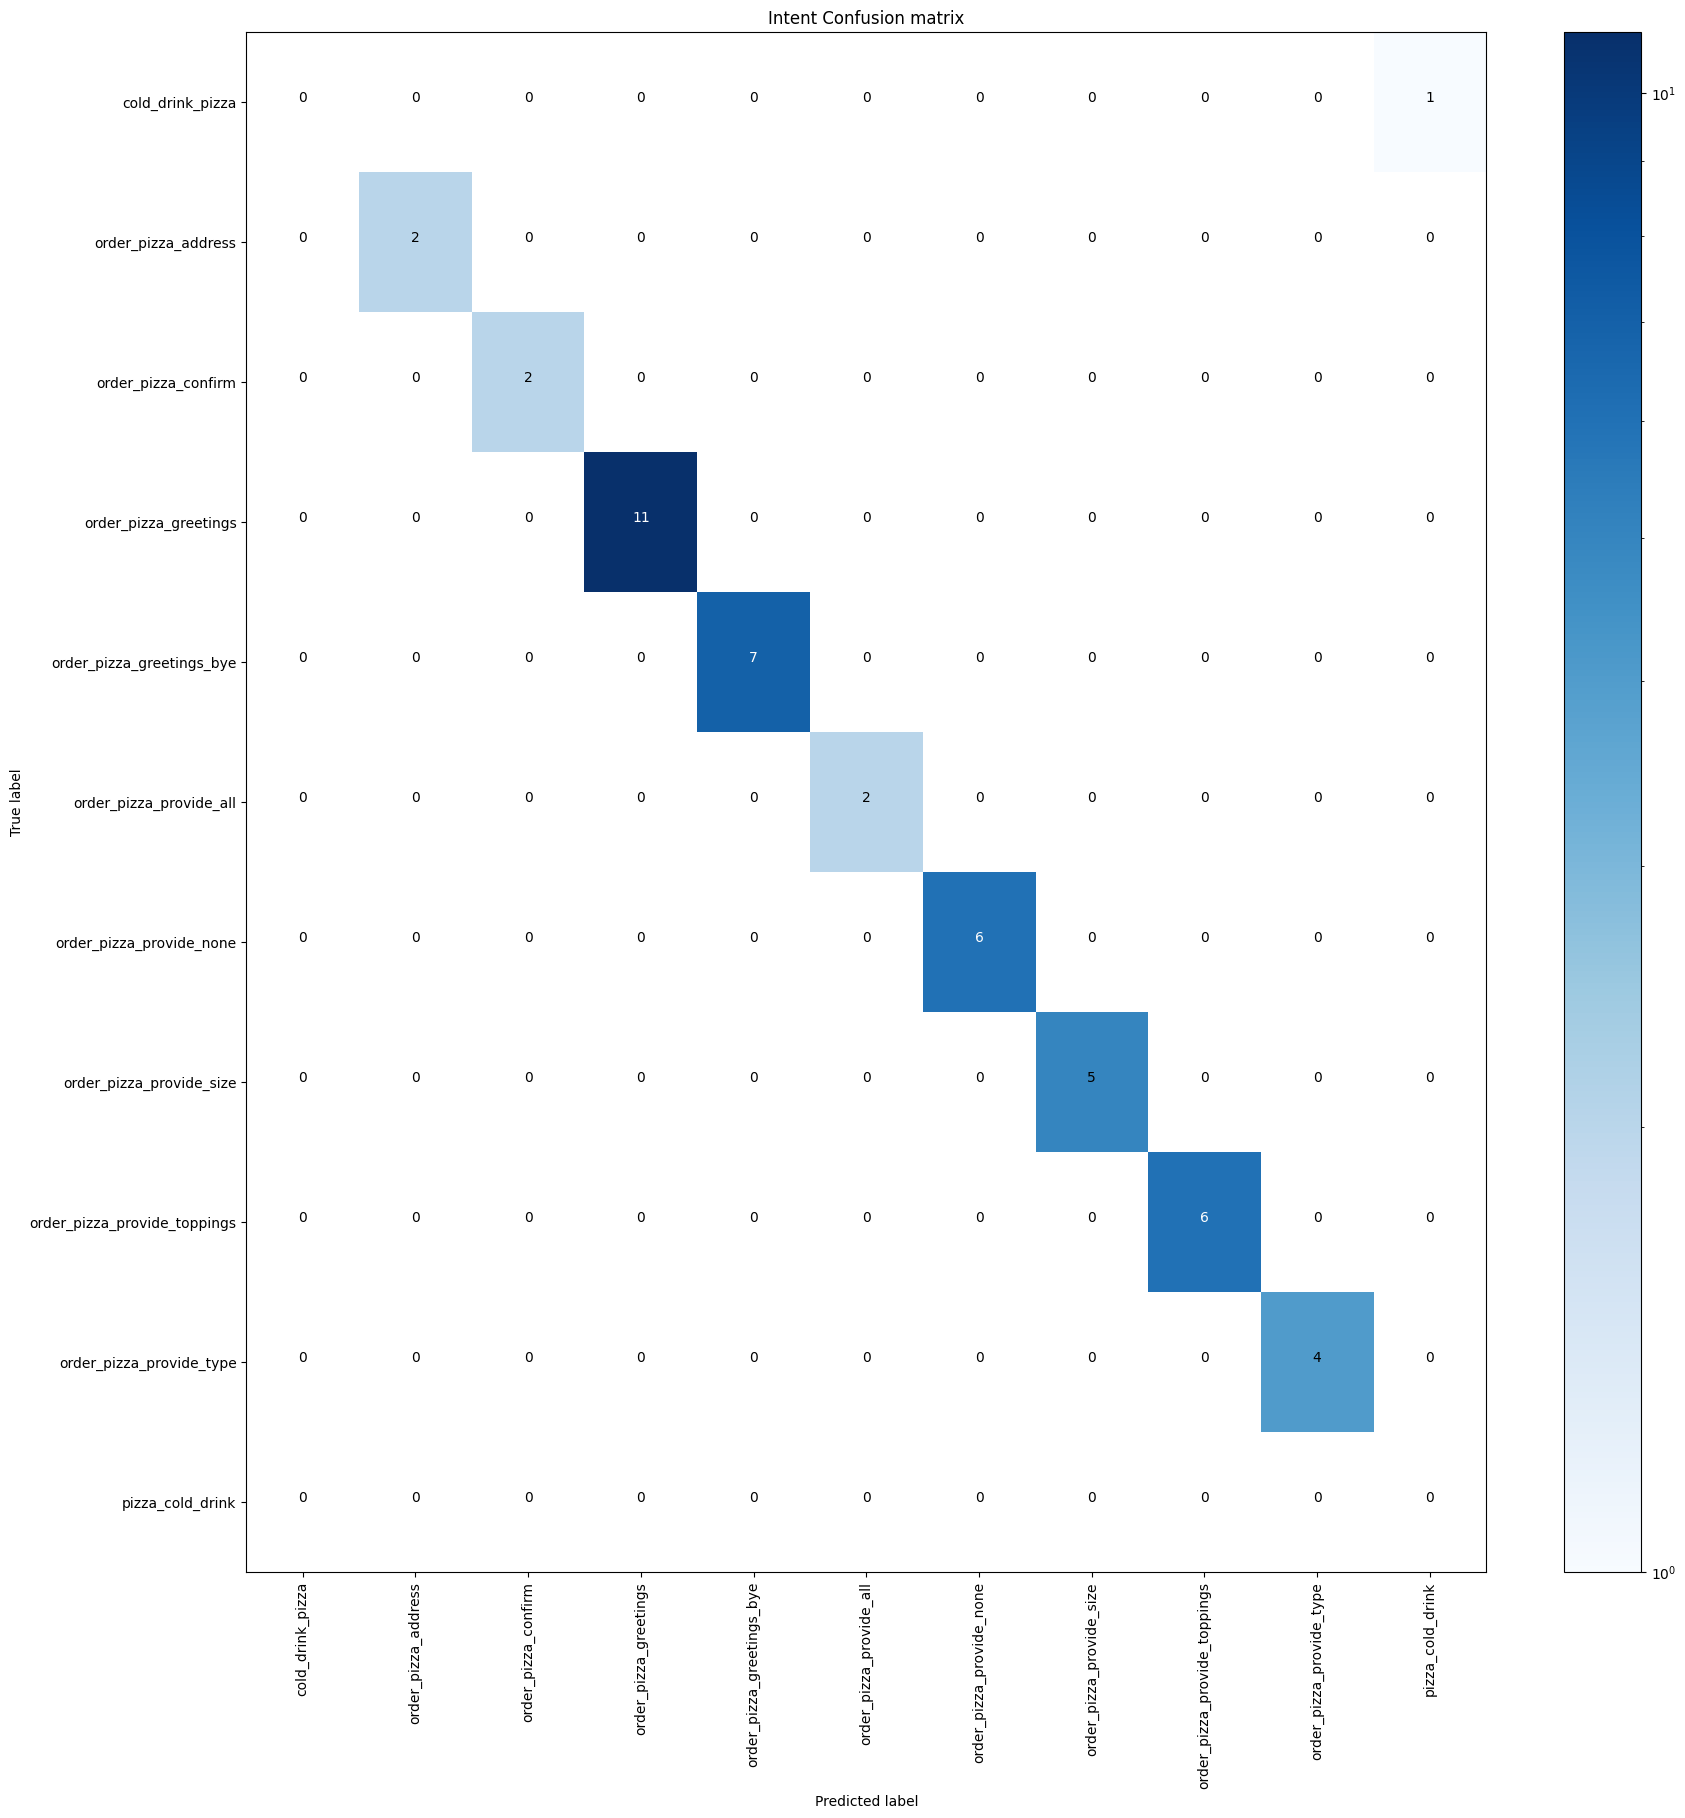 Intent Confusion matrix
True label
cold_drink_pizza 0 0 0 0 0 0 0 0 0 0 1
order_pizza_address 0 2 0 0 0 0 0 0 0 0 0
order_pizza_confirm 0 0 2 0 0 0 0 0 0 0 0
order_pizza_greetings 0 0 0 11 0 0 0 0 0 0 0
order_pizza_greetings_bye 0 0 0 0 7 0 0 0 0 0 0
order_pizza_provide_all 0 0 0 0 0 2 0 0 0 0 0
order_pizza_provide_none 0 0 0 0 0 0 6 0 0 0 0
order_pizza_provide_size 0 0 0 0 0 0 0 5 0 0 0
order_pizza_provide_toppings 0 0 0 0 0 0 0 0 6 0 0
order_pizza_provide_type 0 0 0 0 0 0 0 0 0 4 0
pizza_cold_drink 0 0 0 0 0 0 0 0 0 0 0
cold_drink_pizza
order_pizza_address
order_pizza_confirm
order_pizza_greetings
order_pizza_greetings_bye
order_pizza_provide_all
order_pizza_provide_none
order_pizza_provide_size
order_pizza_provide_toppings
order_pizza_provide_type
pizza_cold_drink
Predicted label
10¹
10⁰